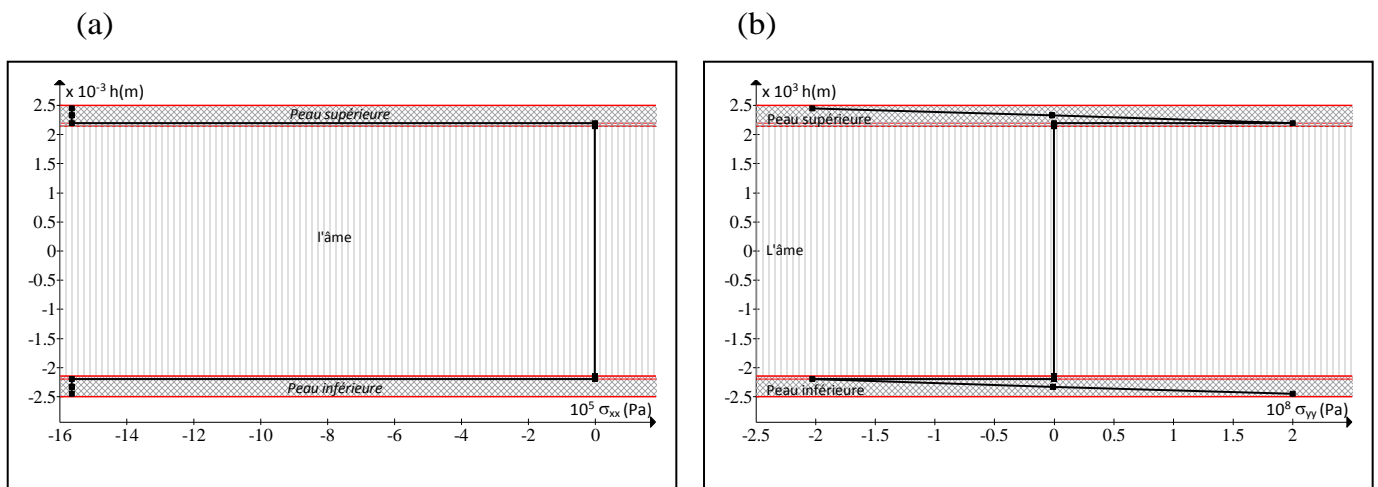 (a)
(b)
x 10-3 h(m)
2.5
2
1.5
1
0.5
0
-0.5
-1
-1.5
-2
-2.5
Peau supérieure
l'âme
Peau inférieure
10⁵ σxx (Pa)
-16 -14 -12 -10 -8 -6 -4 -2 0
x 10³ h(m)
2.5
2
1.5
1
0.5
0
-0.5
-1
-1.5
-2
-2.5
Peau supérieure
L'âme
Peau inférieure
10⁸ σyy (Pa)
-2.5 -2 -1.5 -1 -0.5 0 0.5 1 1.5 2